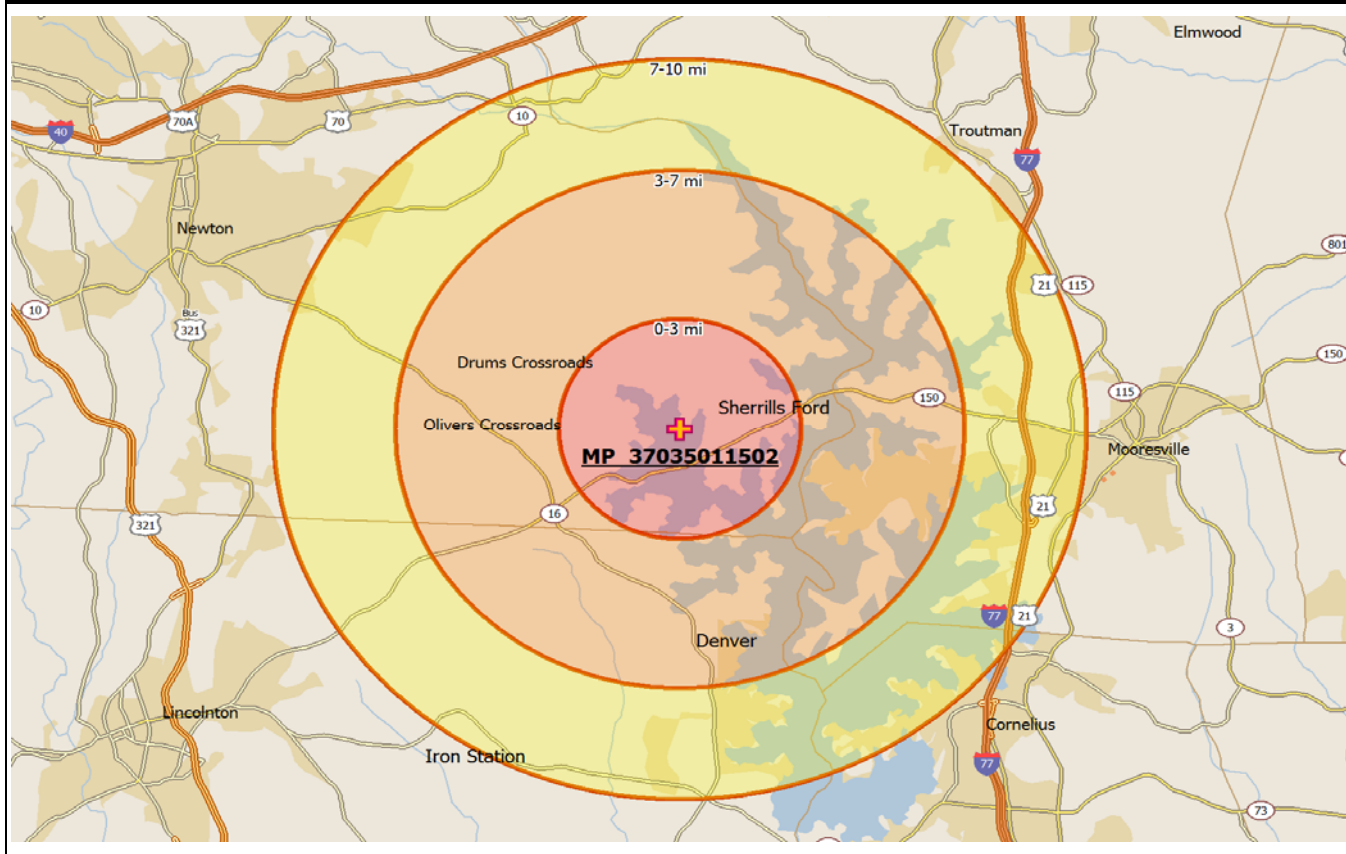 Elmwood
7-10 mi
10
70A
70
40
Troutman
77
3-7 mi
Newton
801
21
115
10
Bus
321
0-3 mi
150
Drums Crossroads
150
115
Sherrills Ford
Olivers Crossroads
Mooresville
MP 37035011502
21
16
321
77
21
3
Denver
Lincolnton
Cornelius
Iron Station
77
73